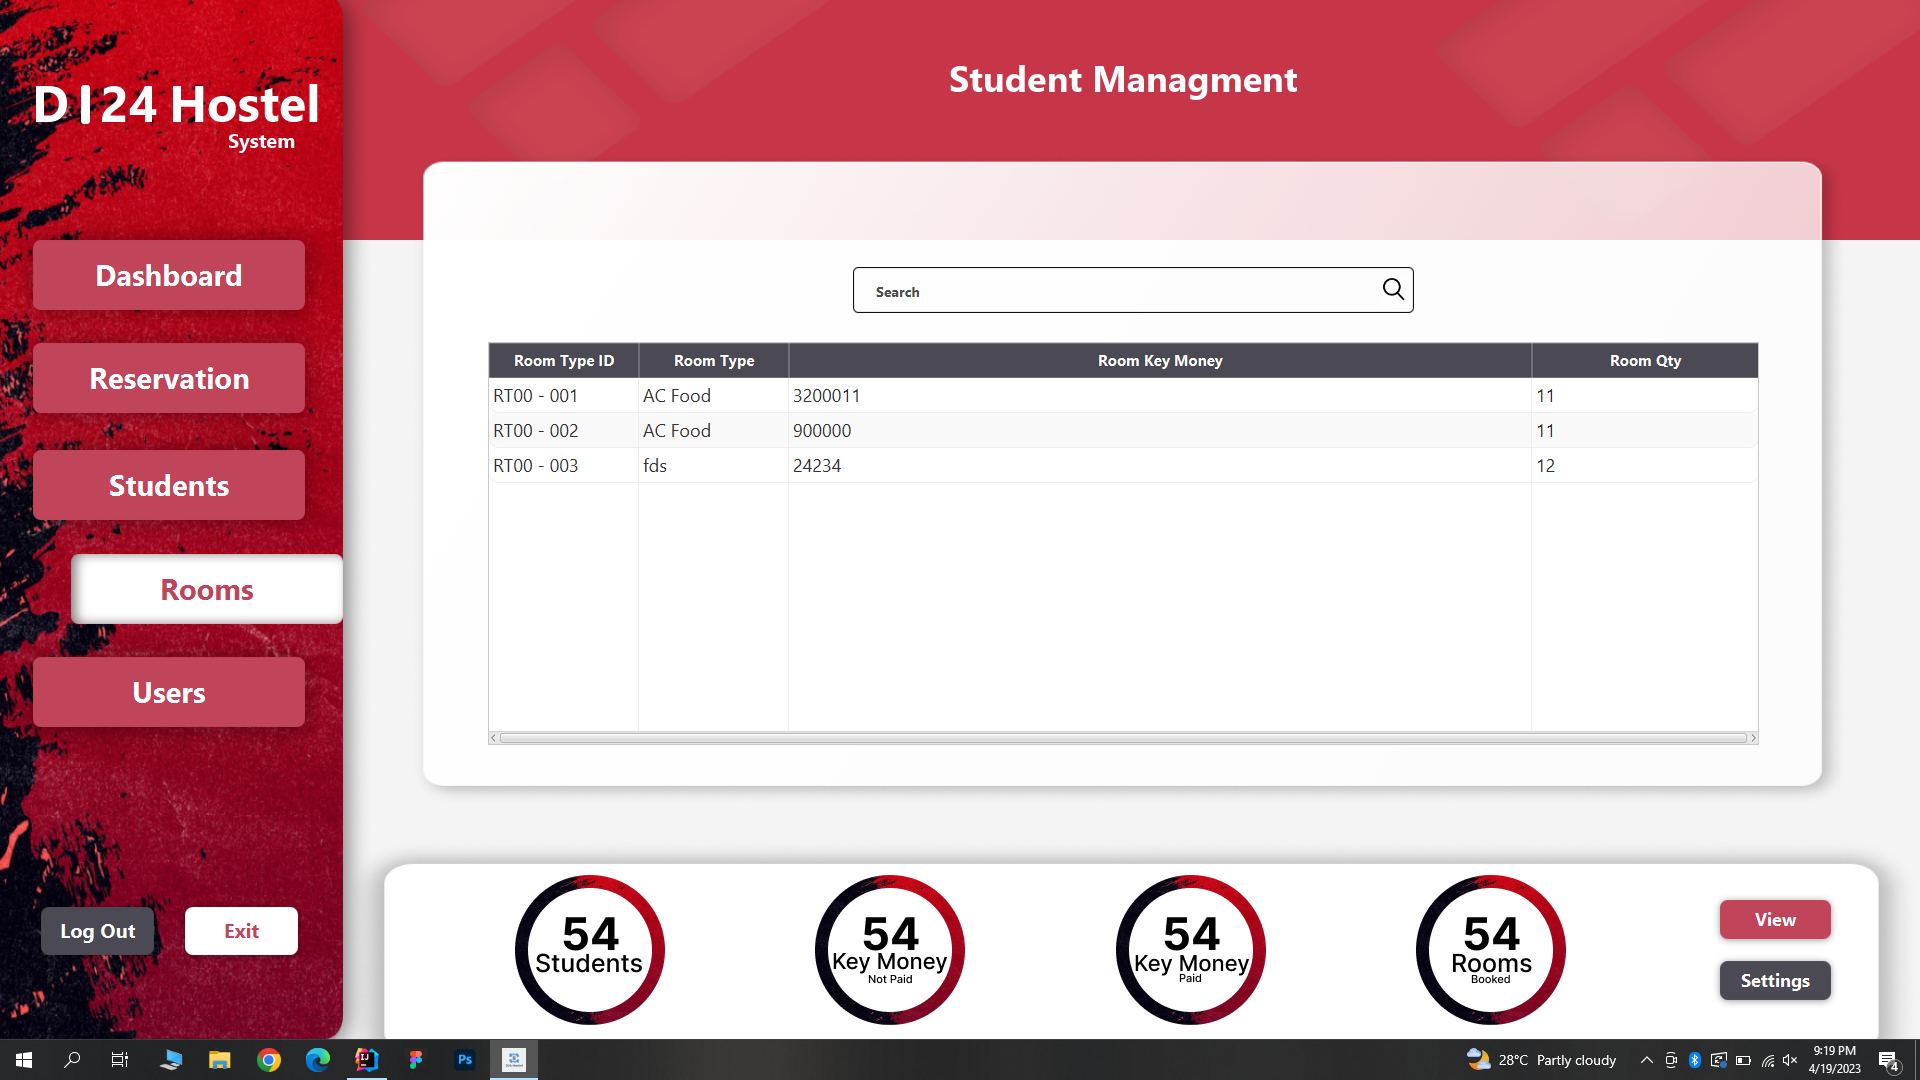 D I24 Hostel
System
Dashboard
Reservation
Students
Rooms
Users
Log Out
Exit
Student Managment
Search
Room Type ID Room Type Room Key Money Room Qty
RT00 - 001 AC Food 3200011 11
RT00 - 002 AC Food 900000 11
RT00 - 003 fds 24234 12
54
Students
54
Key Money
Not Paid
54
Key Money
Paid
54
Rooms
Booked
View
Settings
28°C Partly cloudy
9:19 PM
4/19/2023
4
IJ
Ps